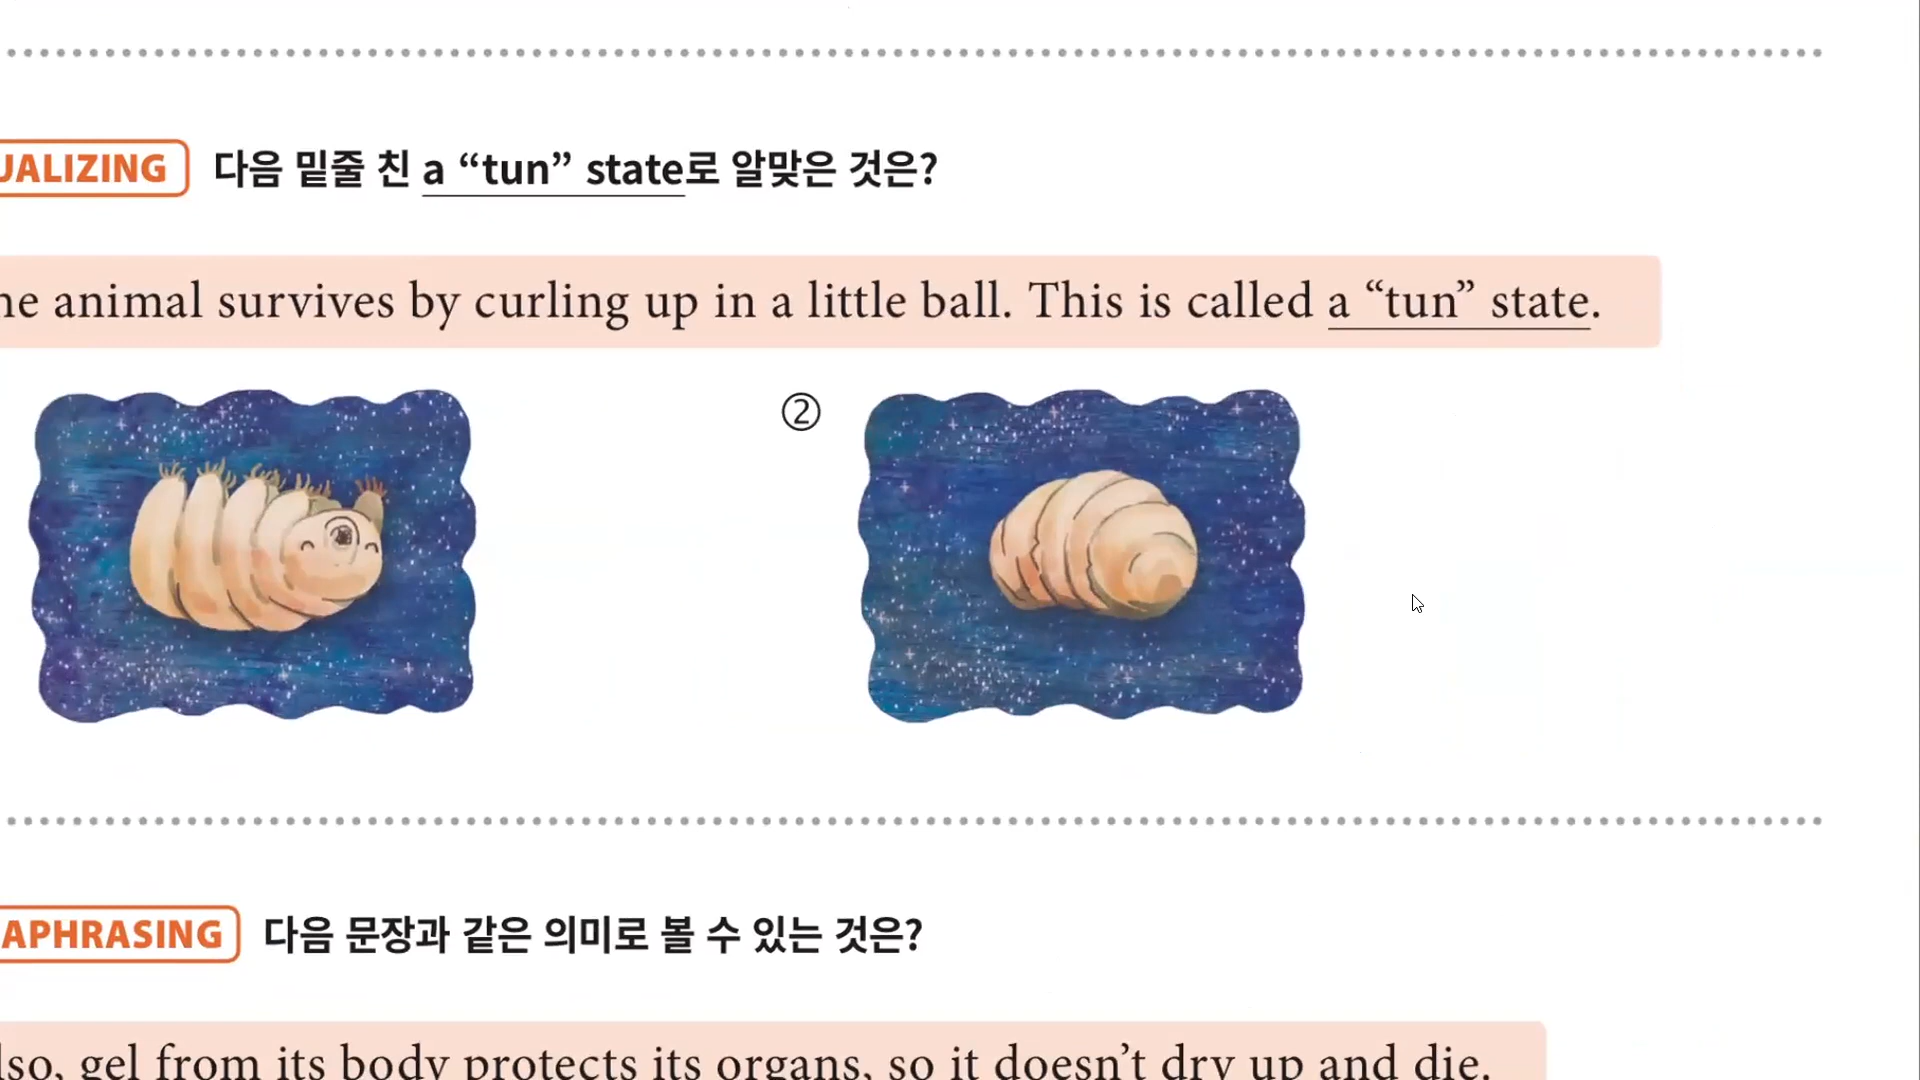 UALIZING 다음 밑줄 친 a “tun” state로 알맞은 것은?
he animal survives by curling up in a little ball. This is called a “tun” state.
②
APHRASING 다음 문장과 같은 의미로 볼 수 있는 것은?
lso, gel from its body protects its organs, so it doesn’t dry up and die.